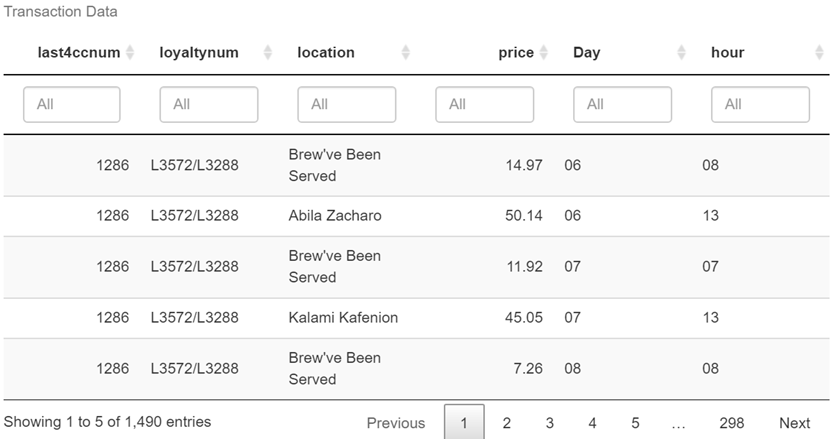 Transaction Data
last4ccnum loyaltynum location price Day hour
All All All All All All
1286 L3572/L3288 Brew've Been Served 14.97 06 08
1286 L3572/L3288 Abila Zacharo 50.14 06 13
1286 L3572/L3288 Brew've Been Served 11.92 07 07
1286 L3572/L3288 Kalami Kafenion 45.05 07 13
1286 L3572/L3288 Brew've Been Served 7.26 08 08
Showing 1 to 5 of 1,490 entries Previous 1 2 3 4 5 … 298 Next